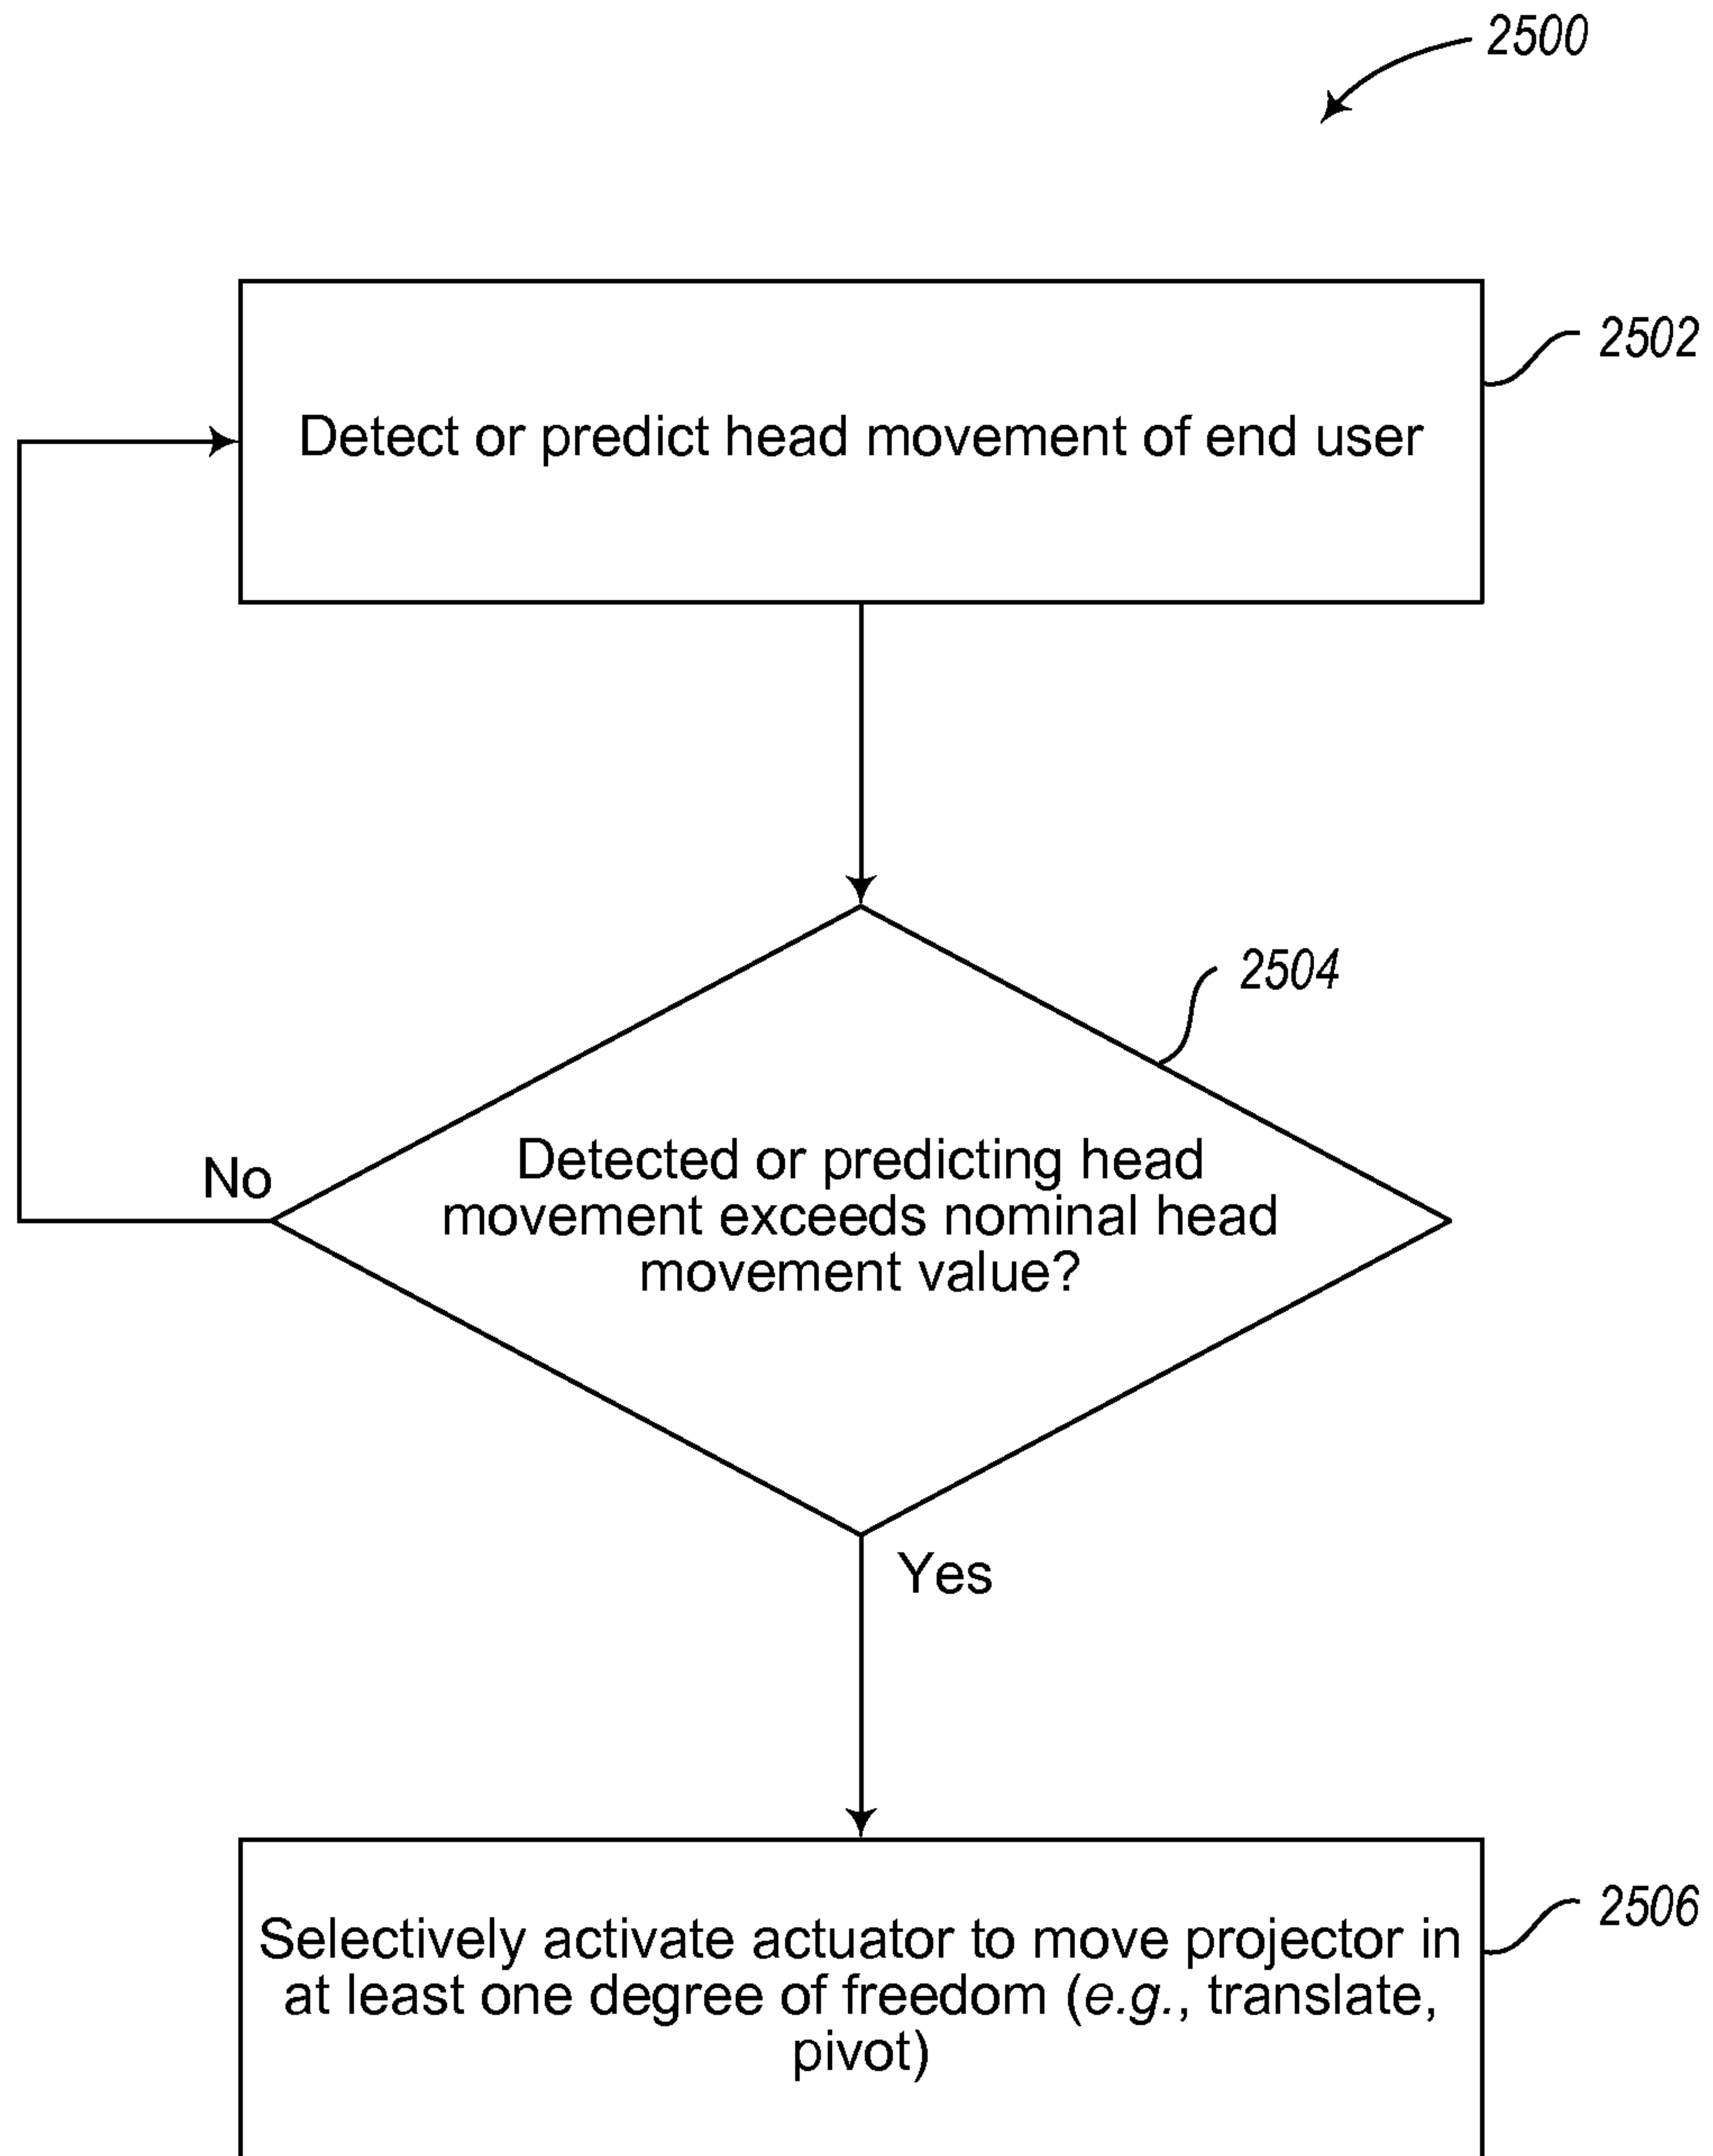 2500
2502
Detect or predict head movement of end user
2504
Detected or predicting head
movement exceeds nominal head
movement value?
No
Yes
2506
Selectively activate actuator to move projector in
at least one degree of freedom (e.g., translate,
pivot)